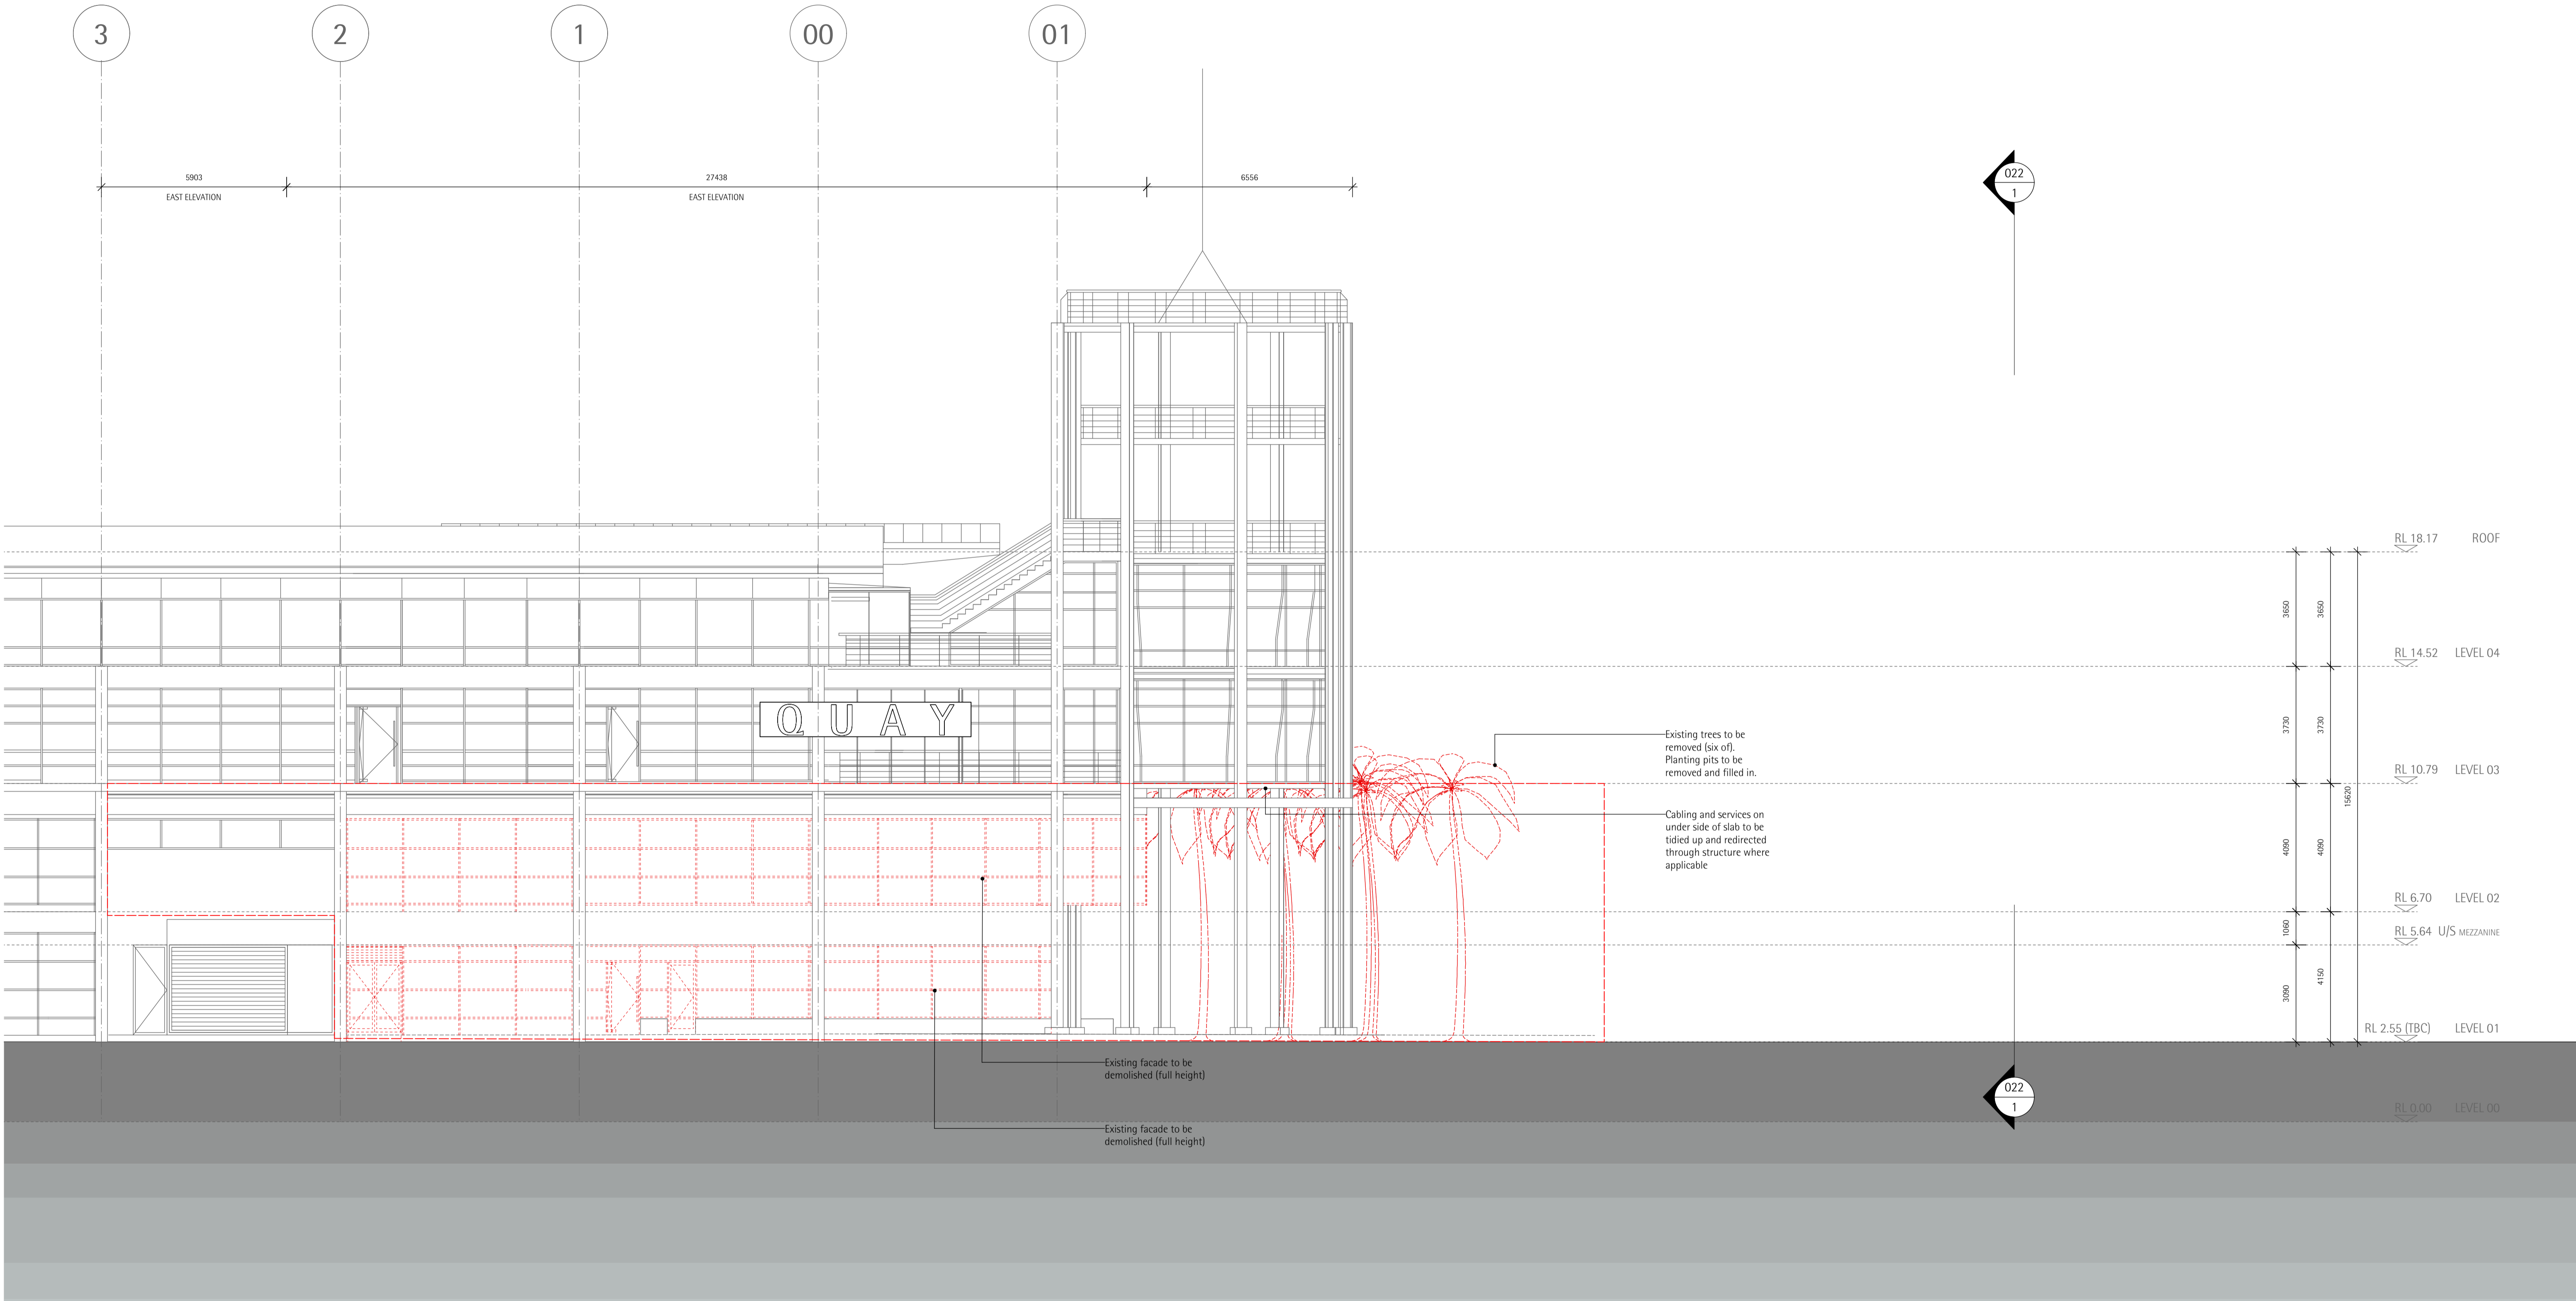 3
2
1
00
01
5903
27438
6556
EAST ELEVATION
EAST ELEVATION
022
1
RL 18.17 ROOF
3650
3650
RL 14.52 LEVEL 04
QUAY
3730
3730
Existing trees to be
removed (six of).
Planting pits to be
removed and filled in.
RL 10.79 LEVEL 03
15620
Cabling and services on
under side of slab to be
tidied up and redirected
through structure where
applicable
4090
4090
RL 6.70 LEVEL 02
1060
RL 5.64 U/S MEZZANINE
4150
3090
RL 2.55 (TBC) LEVEL 01
Existing facade to be
demolished (full height)
022
1
RL 0.00 LEVEL 00
Existing facade to be
demolished (full height)